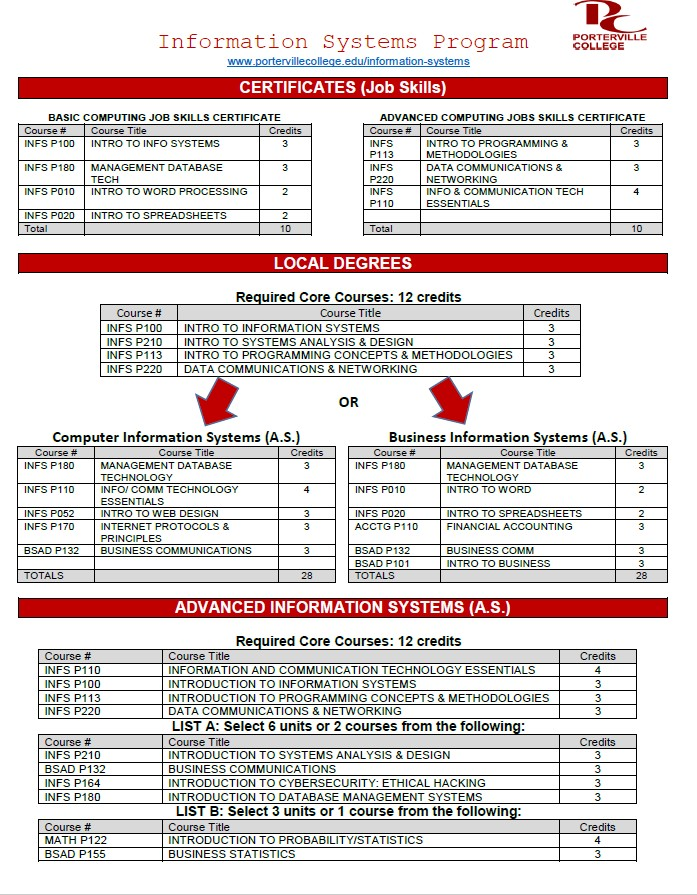 PORTERVILLE
COLLEGE
Information Systems Program
www.portervillecollege.edu/information-systems
CERTIFICATES (Job Skills)
BASIC COMPUTING JOB SKILLS CERTIFICATE
Course # Course Title Credits
INFS P100 INTRO TO INFO SYSTEMS 3
INFS P180 MANAGEMENT DATABASE 3
TECH
INFS P010 INTRO TO WORD PROCESSING 2
INFS P020 INTRO TO SPREADSHEETS 2
Total 10
ADVANCED COMPUTING JOBS SKILLS CERTIFICATE
Course # Course Title Credits
INFS INTRO TO PROGRAMMING & 3
P113 METHODOLOGIES
INFS DATA COMMUNICATIONS & 3
P220 NETWORKING
INFS INFO & COMMUNICATION TECH 4
P110 ESSENTIALS
Total 10
LOCAL DEGREES
Required Core Courses: 12 credits
Course # Course Title Credits
INFS P100 INTRO TO INFORMATION SYSTEMS 3
INFS P210 INTRO TO SYSTEMS ANALYSIS & DESIGN 3
INFS P113 INTRO TO PROGRAMMING CONCEPTS & METHODOLOGIES 3
INFS P220 DATA COMMUNICATIONS & NETWORKING 3
OR
Computer Information Systems (A.S.)
Course # Course Title Credits
INFS P180 MANAGEMENT DATABASE 3
TECHNOLOGY
INFS P110 INFO/ COMM TECHNOLOGY 4
ESSENTIALS
INFS P052 INTRO TO WEB DESIGN 3
INFS P170 INTERNET PROTOCOLS & 3
PRINCIPLES
BSAD P132 BUSINESS COMMUNICATIONS 3
TOTALS 28
Business Information Systems (A.S.)
Course # Course Title Credits
INFS P180 MANAGEMENT DATABASE 3
TECHNOLOGY
INFS P010 INTRO TO WORD 2
INFS P020 INTRO TO SPREADSHEETS 2
ACCTG P110 FINANCIAL ACCOUNTING 3
BSAD P132 BUSINESS COMM 3
BSAD P101 INTRO TO BUSINESS 3
TOTALS 28
ADVANCED INFORMATION SYSTEMS (A.S.)
Required Core Courses: 12 credits
Course # Course Title Credits
INFS P110 INFORMATION AND COMMUNICATION TECHNOLOGY ESSENTIALS 4
INFS P100 INTRODUCTION TO INFORMATION SYSTEMS 3
INFS P113 INTRODUCTION TO PROGRAMMING CONCEPTS & METHODOLOGIES 3
INFS P220 DATA COMMUNICATIONS & NETWORKING 3
LIST A: Select 6 units or 2 courses from the following:
Course # Course Title Credits
INFS P210 INTRODUCTION TO SYSTEMS ANALYSIS & DESIGN 3
BSAD P132 BUSINESS COMMUNICATIONS 3
INFS P164 INTRODUCTION TO CYBERSECURITY: ETHICAL HACKING 3
INFS P180 INTRODUCTION TO DATABASE MANAGEMENT SYSTEMS 3
LIST B: Select 3 units or 1 course from the following:
Course # Course Title Credits
MATH P122 INTRODUCTION TO PROBABILITY/STATISTICS 4
BSAD P155 BUSINESS STATISTICS 3